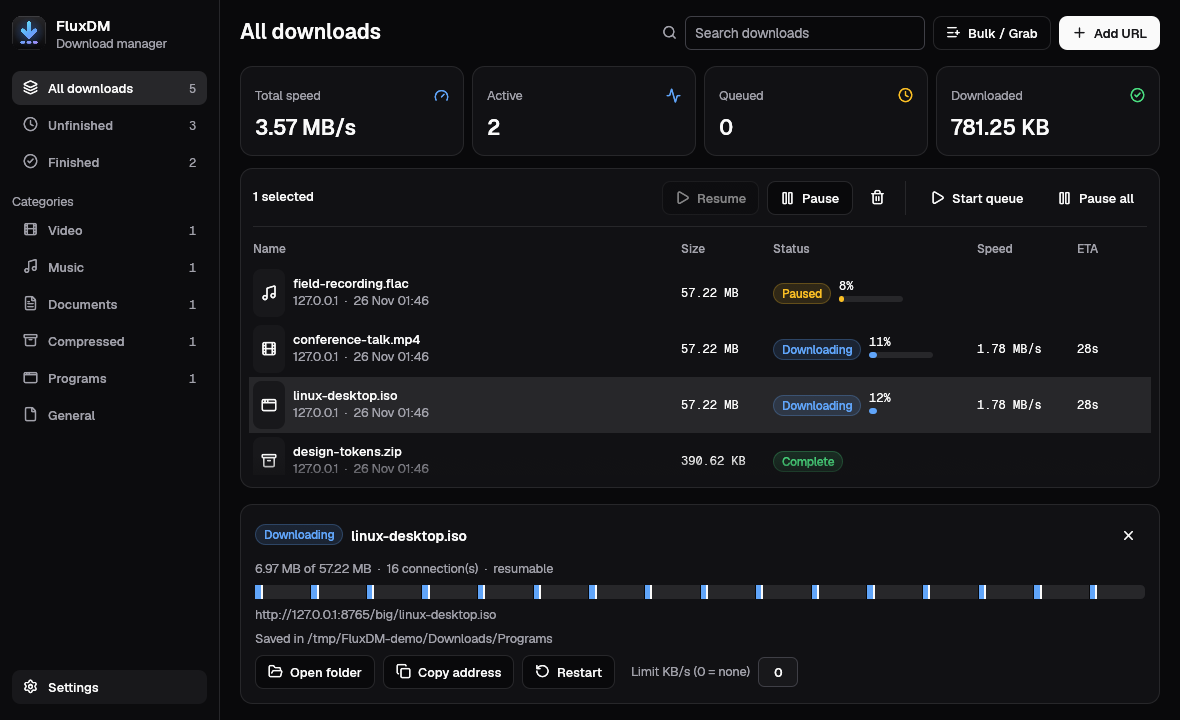 FluxDM
Download manager
All downloads 5
Unfinished 3
Finished 2
Categories
Video 1
Music 1
Documents 1
Compressed 1
Programs 1
General
Settings
All downloads
Search downloads
Bulk / Grab
Add URL
Total speed
3.57 MB/s
Active
2
Queued
0
Downloaded
781.25 KB
1 selected
Resume
Pause
Start queue
Pause all
Name Size Status Speed ETA
field-recording.flac
127.0.0.1 · 26 Nov 01:46
57.22 MB Paused 8%
conference-talk.mp4
127.0.0.1 · 26 Nov 01:46
57.22 MB Downloading 11% 1.78 MB/s 28s
linux-desktop.iso
127.0.0.1 · 26 Nov 01:46
57.22 MB Downloading 12% 1.78 MB/s 28s
design-tokens.zip
127.0.0.1 · 26 Nov 01:46
390.62 KB Complete
Downloading linux-desktop.iso
6.97 MB of 57.22 MB · 16 connection(s) · resumable
http://127.0.0.1:8765/big/linux-desktop.iso
Saved in /tmp/FluxDM-demo/Downloads/Programs
Open folder
Copy address
Restart
Limit KB/s (0 = none) 0